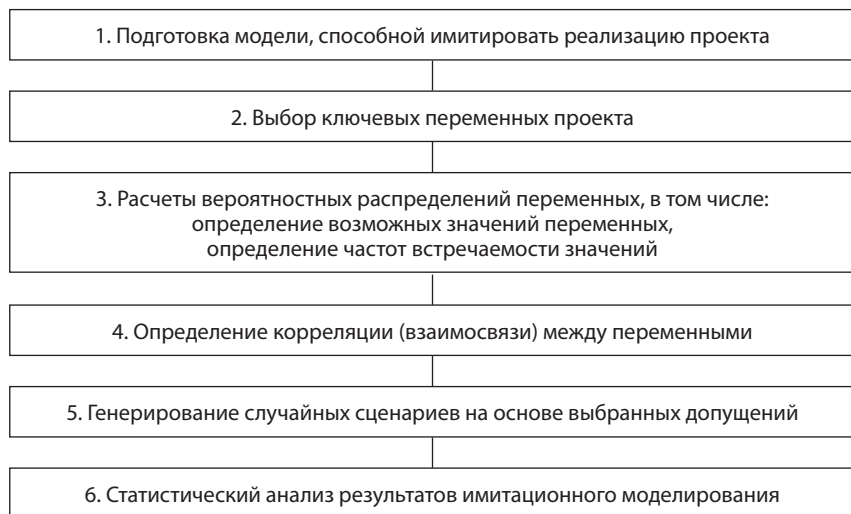 1. Подготовка модели, способной имитировать реализацию проекта
2. Выбор ключевых переменных проекта
3. Расчеты вероятностных распределений переменных, в том числе:
определение возможных значений переменных,
определение частот встречаемости значений
4. Определение корреляции (взаимосвязи) между переменными
5. Генерирование случайных сценариев на основе выбранных допущений
6. Статистический анализ результатов имитационного моделирования